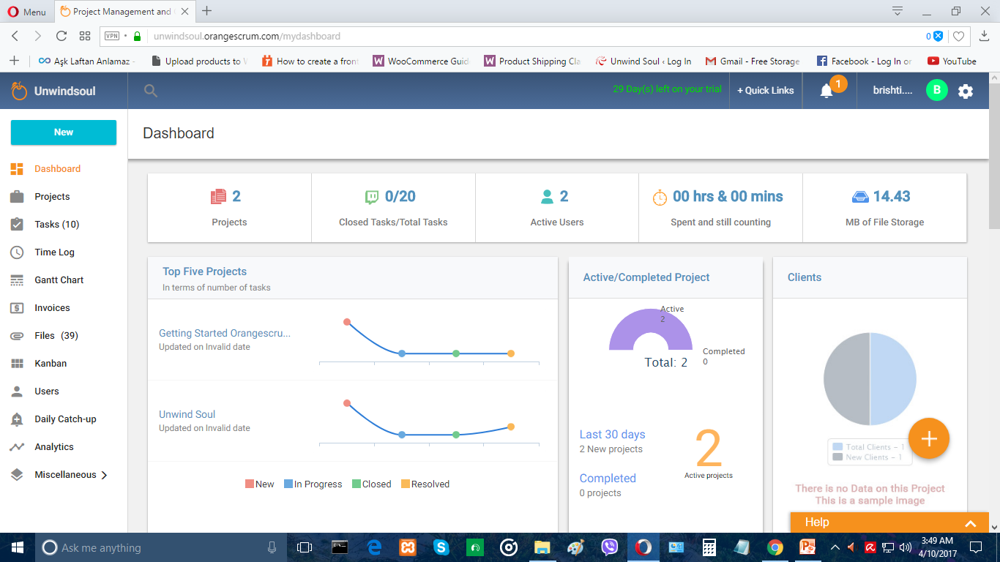 Menu
Project Management and
VPN
unwindsoul.orangescrum.com/mydashboard
0
Aşk Laftan Anlamaz -
Upload products to
How to create a front
WooCommerce Guid
Product Shipping Cla
Unwind Soul ‹ Log In
Gmail - Free Storage
Facebook - Log In or
YouTube
Unwindsoul
29 Day(s) left on your trial
+ Quick Links
1
brishti....
B
New
Dashboard
Dashboard
Projects
Tasks (10)
Time Log
Gantt Chart
Invoices
Files (39)
Kanban
Users
Daily Catch-up
Analytics
Miscellaneous
2
Projects
0/20
Closed Tasks/Total Tasks
2
Active Users
00 hrs & 00 mins
Spent and still counting
14.43
MB of File Storage
Top Five Projects
In terms of number of tasks
Getting Started Orangescru...
Updated on Invalid date
Unwind Soul
Updated on Invalid date
New
In Progress
Closed
Resolved
Active/Completed Project
Active
2
Completed
0
Total: 2
Last 30 days
2 New projects
Completed
0 projects
2
Active projects
Clients
Total Clients - 1
New Clients - 1
There is no Data on this Project
This is a sample image
Help
Ask me anything
3:49 AM
4/10/2017